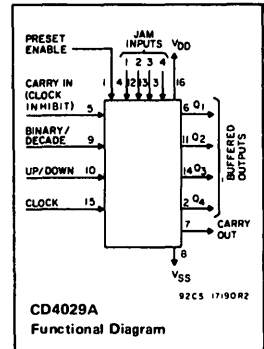 PRESET
ENABLE
JAM
INPUTS
VDD
1 2 3 4
CARRY IN
(CLOCK
INHIBIT)
1 4 12 13 3 16
5
6 Q1
BINARY/
DECADE
9
11 Q2
UP/DOWN
10
14 Q3
CLOCK
15
2 Q4
BUFFERED
OUTPUTS
7
CARRY
OUT
8
VSS
92CS 17190R2
CD4029A
Functional Diagram